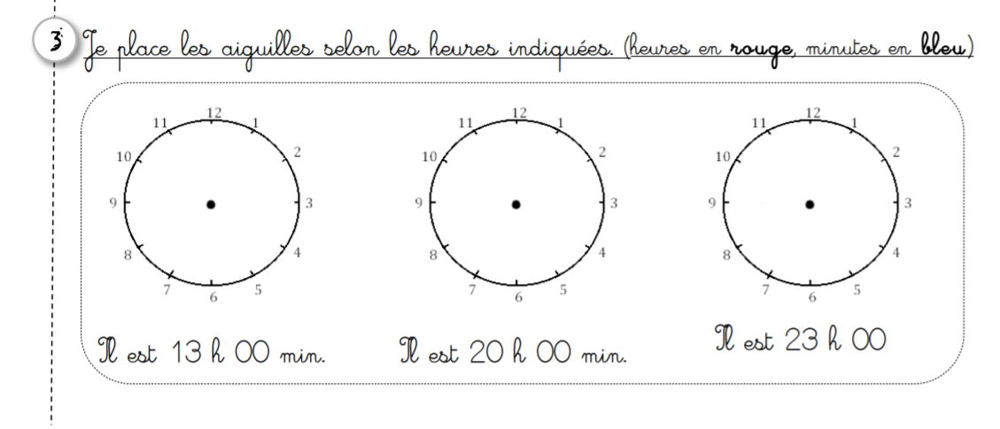 3 Je place les aiguilles selon les heures indiquées. (heures en rouge, minutes en bleu)
12 12 12
11 1 11 1 11 1
10 2 10 2 10 2
9 3 9 3 9 3
8 4 8 4 8 4
7 5 7 5 7 5
6 6 6
Il est 13 h 00 min. Il est 20 h 00 min. Il est 23 h 00